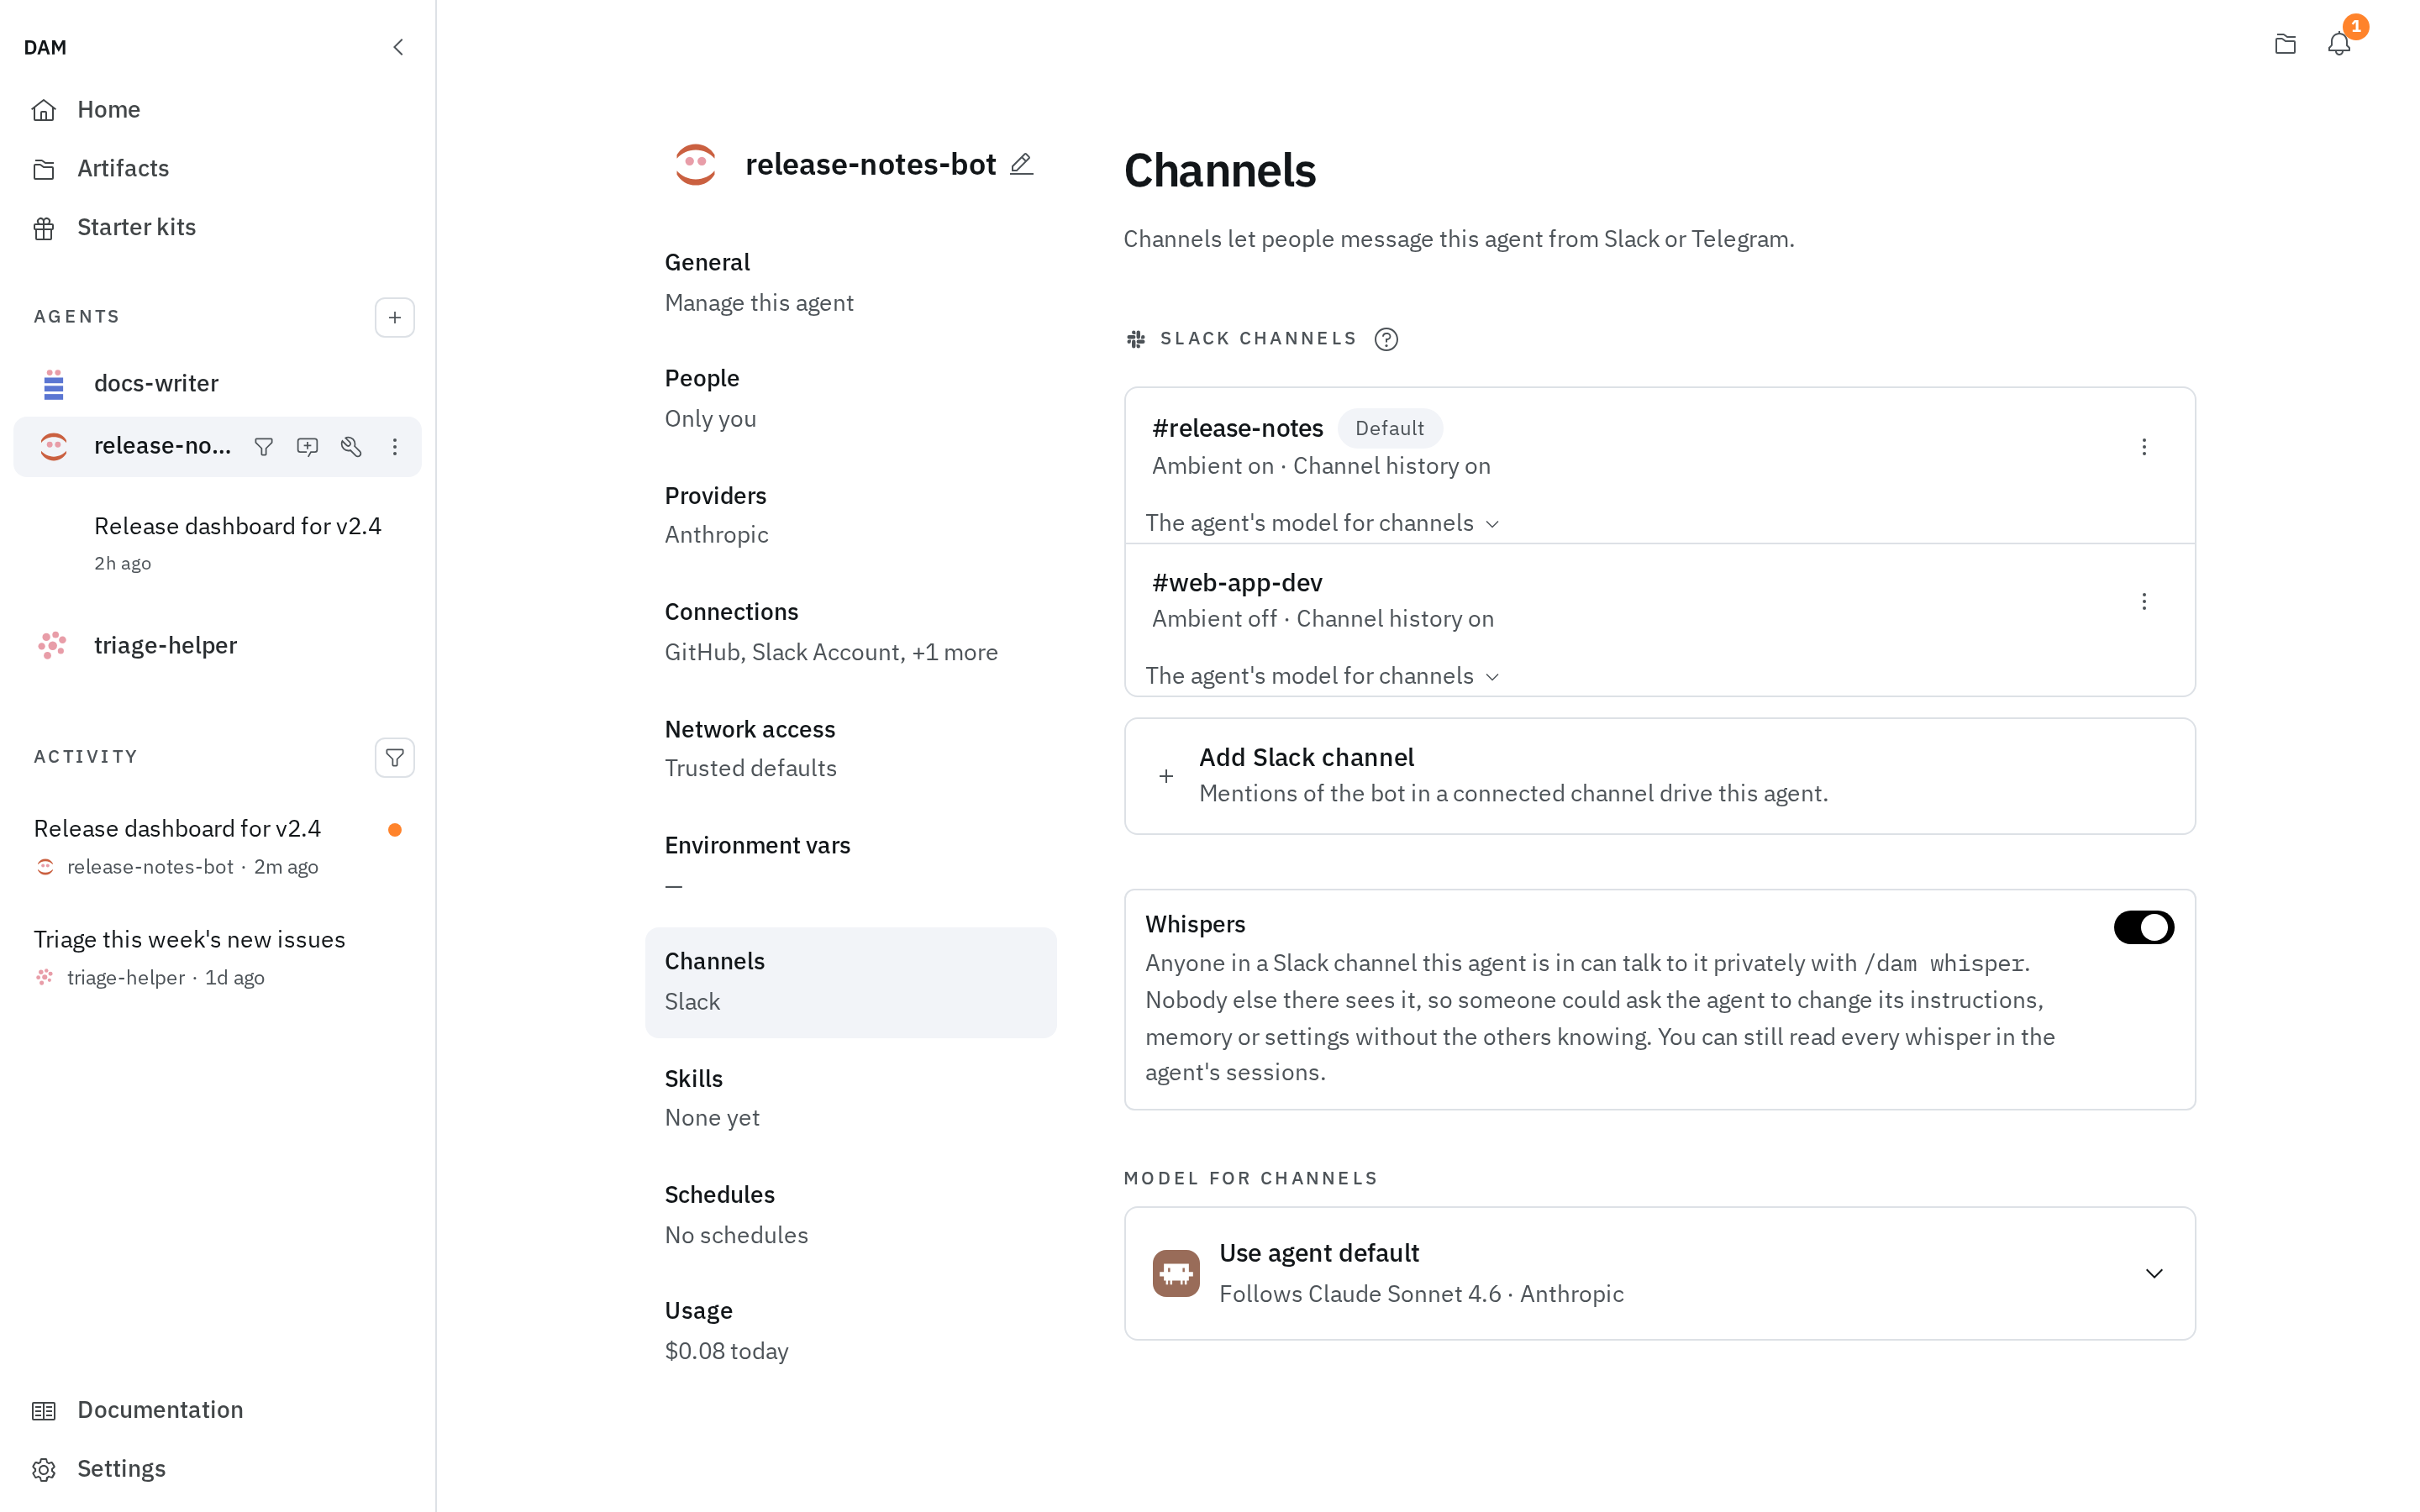 DAM
1
Home
Artifacts
Starter kits
AGENTS
docs-writer
release-no...
Release dashboard for v2.4
2h ago
triage-helper
ACTIVITY
Release dashboard for v2.4
release-notes-bot · 2m ago
Triage this week's new issues
triage-helper · 1d ago
Documentation
Settings
release-notes-bot
General
Manage this agent
People
Only you
Providers
Anthropic
Connections
GitHub, Slack Account, +1 more
Network access
Trusted defaults
Environment vars
—
Channels
Slack
Skills
None yet
Schedules
No schedules
Usage
$0.08 today
Channels
Channels let people message this agent from Slack or Telegram.
SLACK CHANNELS
#release-notes Default
Ambient on · Channel history on
The agent's model for channels
#web-app-dev
Ambient off · Channel history on
The agent's model for channels
Add Slack channel
Mentions of the bot in a connected channel drive this agent.
Whispers
Anyone in a Slack channel this agent is in can talk to it privately with /dam whisper.
Nobody else there sees it, so someone could ask the agent to change its instructions,
memory or settings without the others knowing. You can still read every whisper in the
agent's sessions.
MODEL FOR CHANNELS
Use agent default
Follows Claude Sonnet 4.6 · Anthropic